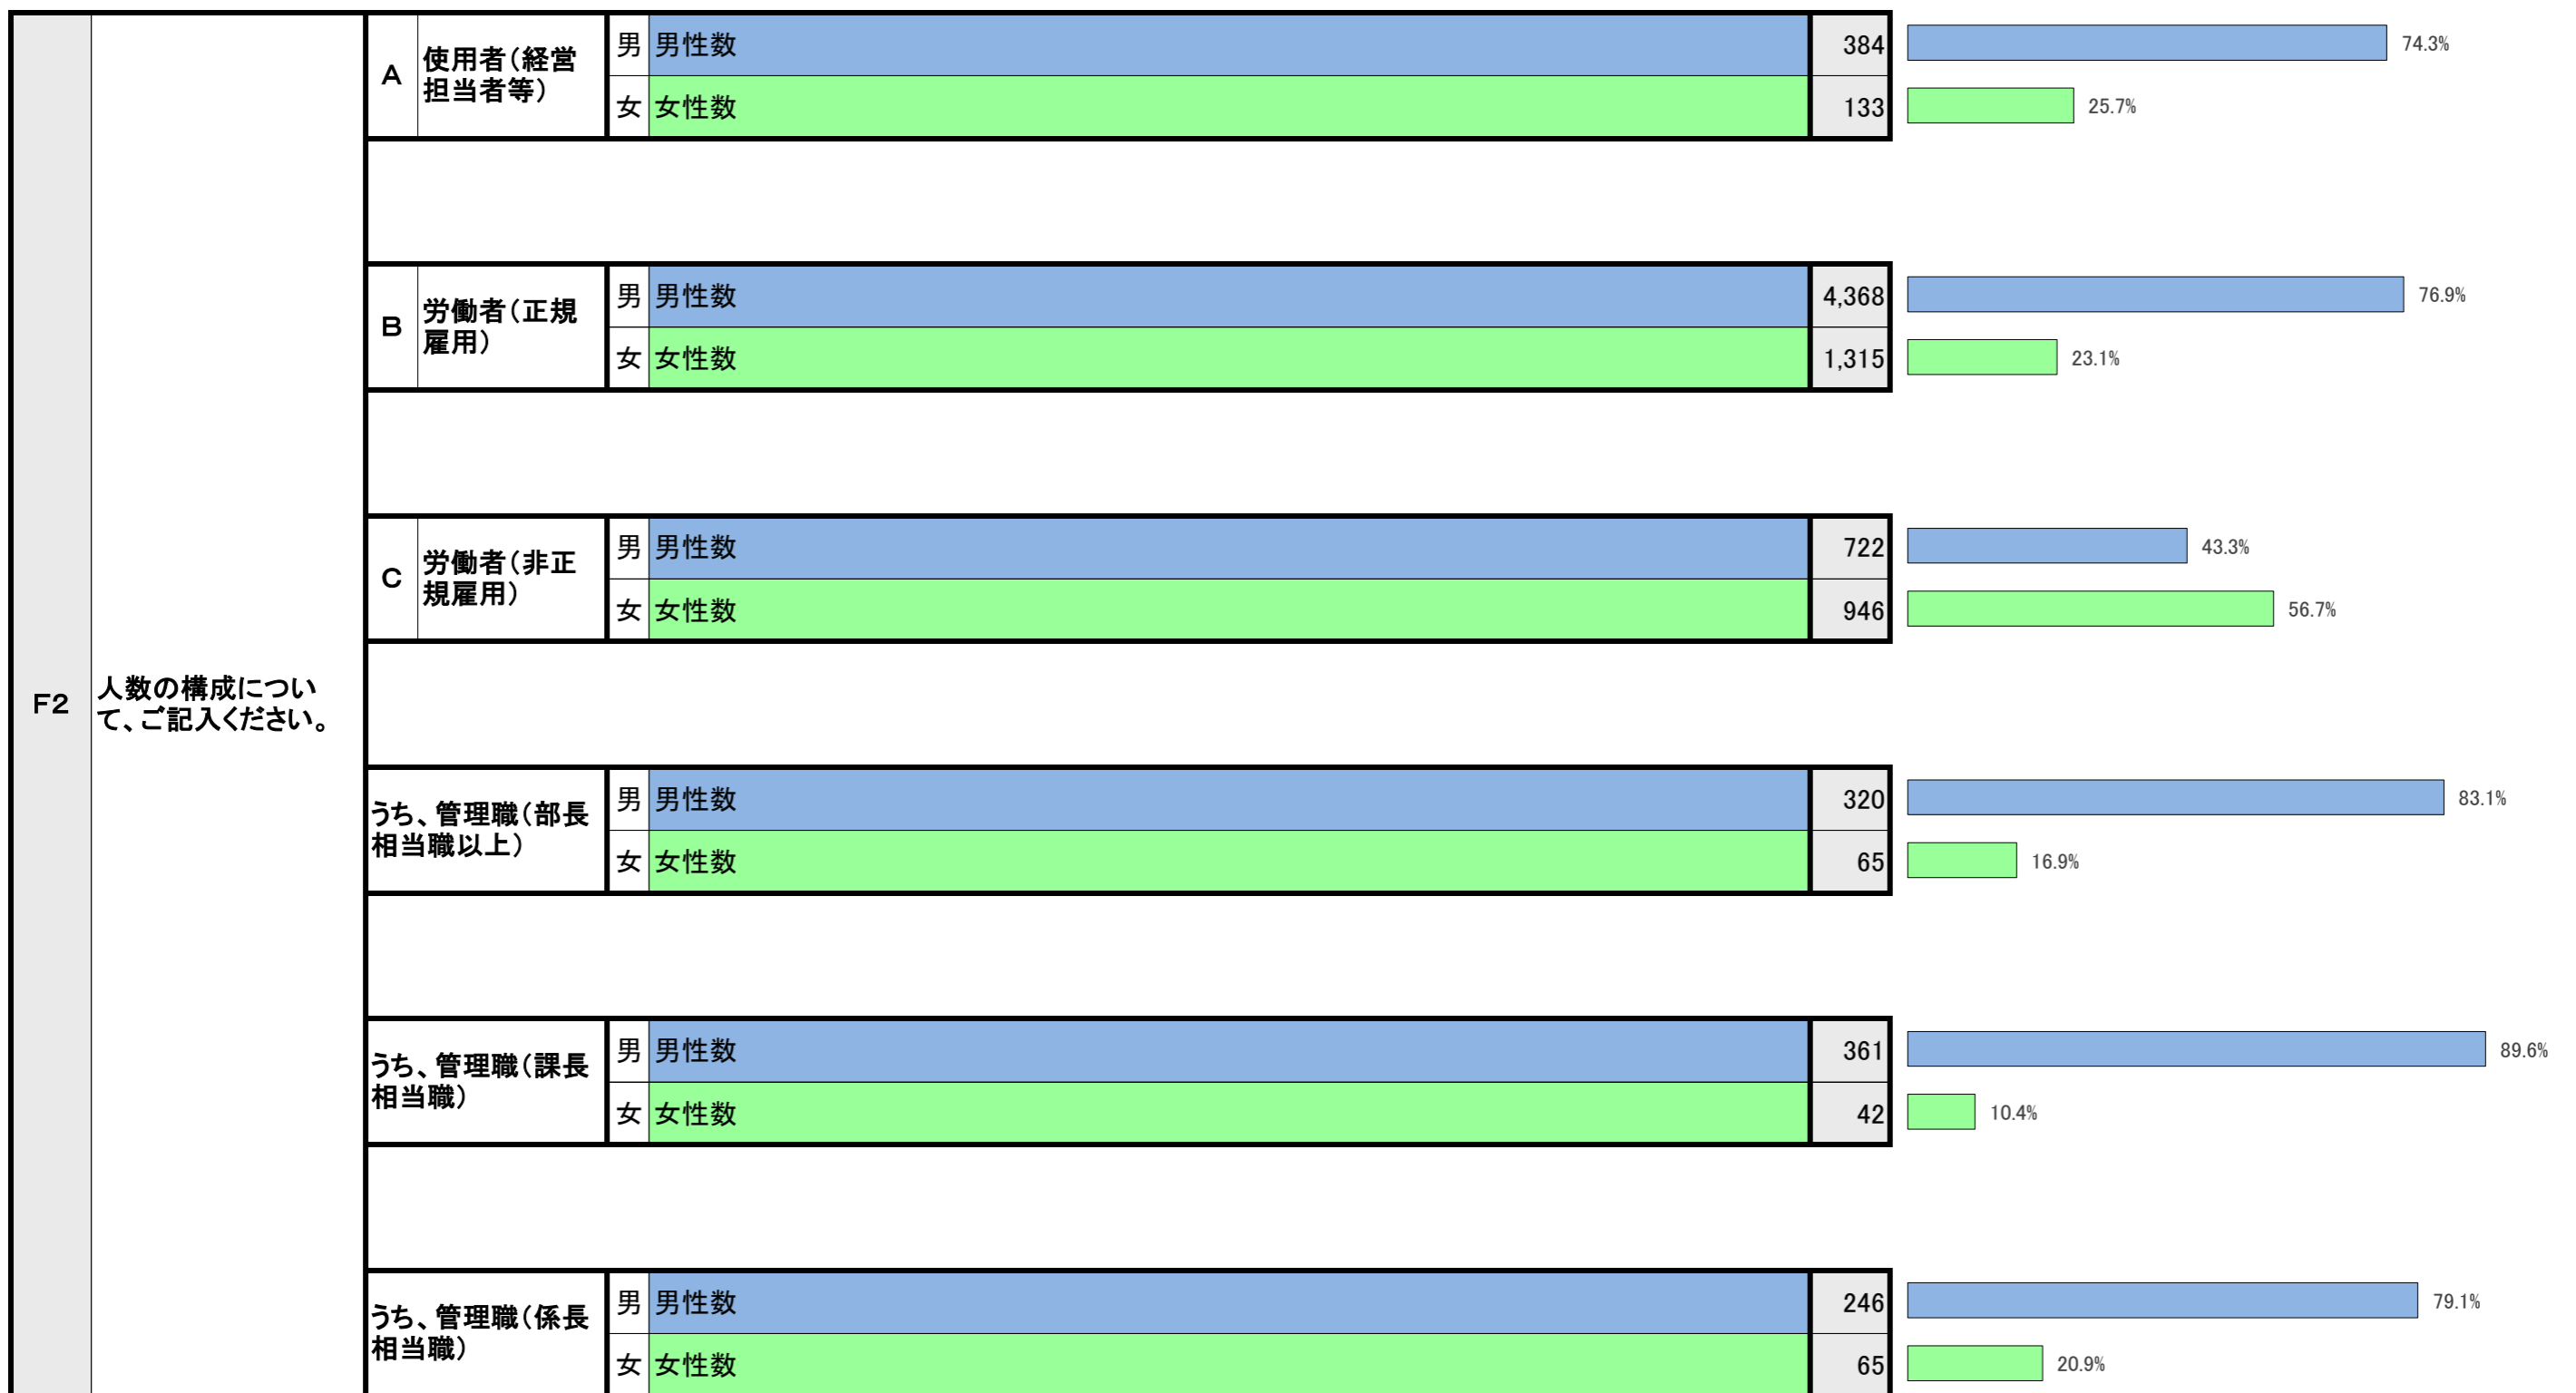 F2
人数の構成につい
て、ご記入ください。
A
使用者（経営
担当者等）
男 男性数 384 74.3%
女 女性数 133 25.7%
B
労働者（正規
雇用）
男 男性数 4,368 76.9%
女 女性数 1,315 23.1%
C
労働者（非正
規雇用）
男 男性数 722 43.3%
女 女性数 946 56.7%
うち、管理職（部長
相当職以上）
男 男性数 320 83.1%
女 女性数 65 16.9%
うち、管理職（課長
相当職）
男 男性数 361 89.6%
女 女性数 42 10.4%
うち、管理職（係長
相当職）
男 男性数 246 79.1%
女 女性数 65 20.9%